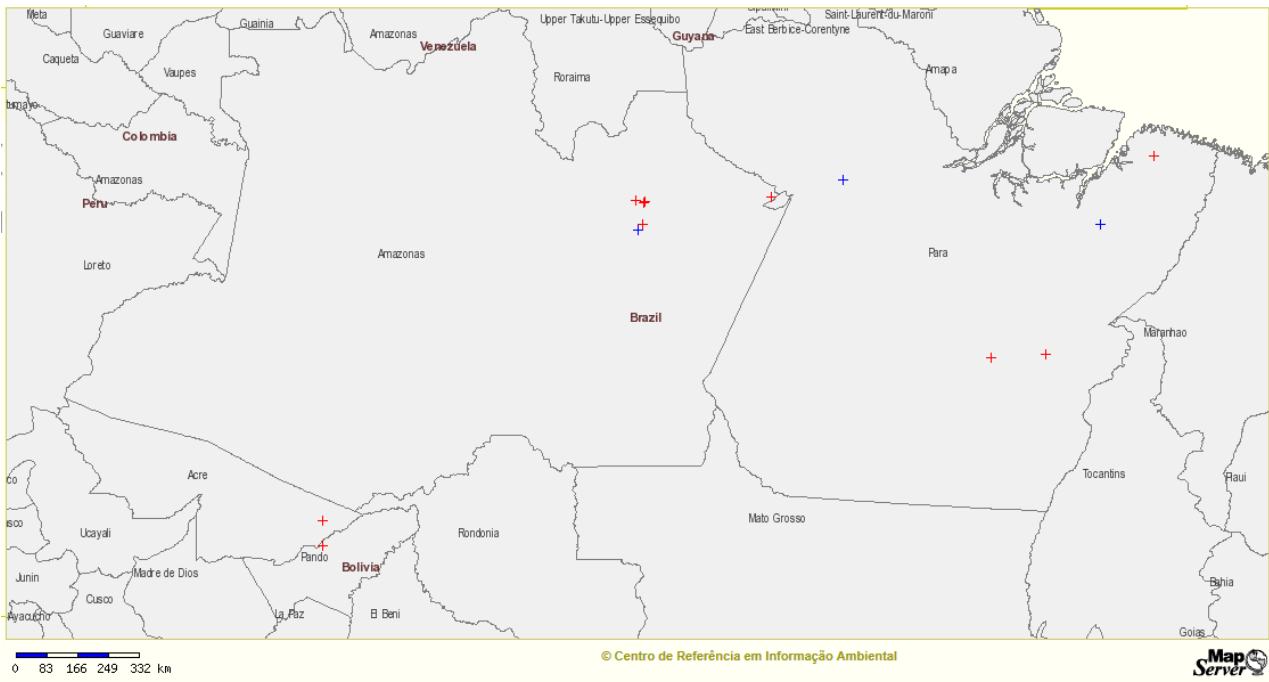 Meta
Guainia
Upper Takutu-Upper Essequibo
Saint-Laurent-du-Maroni
Guaviare
Amazonas
Venezuela
Guyana
East Berbice-Corentyne
Caqueta
Vaupes
Roraima
Amapa
tumayo
Colombia
Amazonas
Peru
Loreto
Amazonas
Para
Brazil
Maranhao
Acre
Tocantins
Piaui
co
Mato Grosso
usco
Ucayali
Rondonia
Pando
Bolivia
Junin
Madre de Dios
Bahia
Cusco
Ayacucho
La Paz
El Beni
Goias
0 83 166 249 332 km
© Centro de Referência em Informação Ambiental
Map
Server